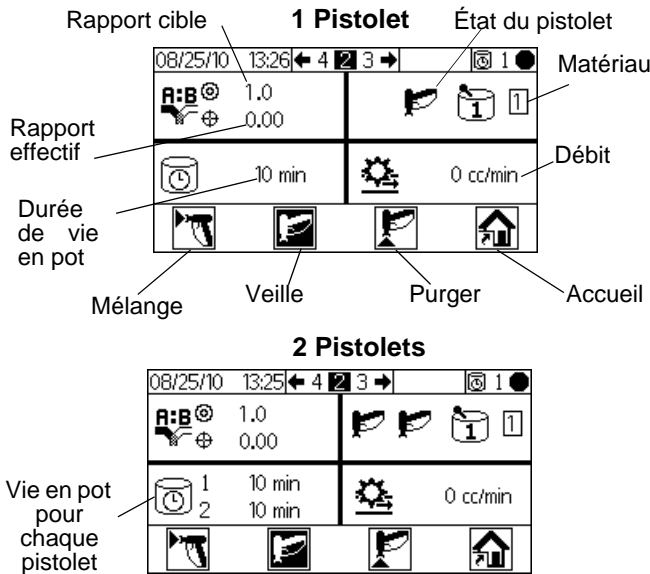 1 Pistolet
Rapport cible
État du pistolet
08/25/10 13:26 4 2 3 1
Matériau
A:B 1.0
0.00
1 1
Rapport
effectif
Débit
10 min
0 cc/min
Durée
de vie
en pot
Mélange
Veille
Purger
Accueil
2 Pistolets
08/25/10 13:25 4 2 3 1
A:B 1.0
0.00
1 1
Vie en pot
pour
chaque
pistolet
1 10 min
2 10 min
0 cc/min